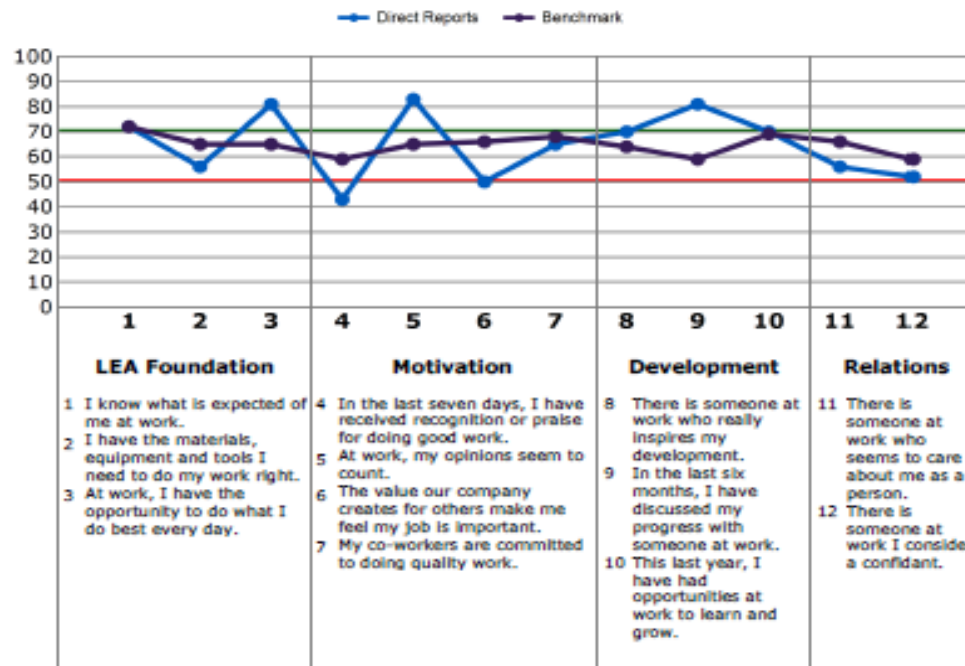 Direct Reports Benchmark
100
90
80
70
60
50
40
30
20
10
0
1 2 3 4 5 6 7 8 9 10 11 12
LEA Foundation
1 I know what is expected of
me at work.
2 I have the materials,
equipment and tools I
need to do my work right.
3 At work, I have the
opportunity to do what I
do best every day.
Motivation
4 In the last seven days, I have
received recognition or praise
for doing good work.
5 At work, my opinions seem to
count.
6 The value our company
creates for others make me
feel my job is important.
7 My co-workers are committed
to doing quality work.
Development
8 There is someone at
work who really
inspires my
development.
9 In the last six
months, I have
discussed my
progress with
someone at work.
10 This last year, I
have had
opportunities at
work to learn and
grow.
Relations
11 There is
someone at
work who
seems to care
about me as a
person.
12 There is
someone at
work I conside
a confidant.